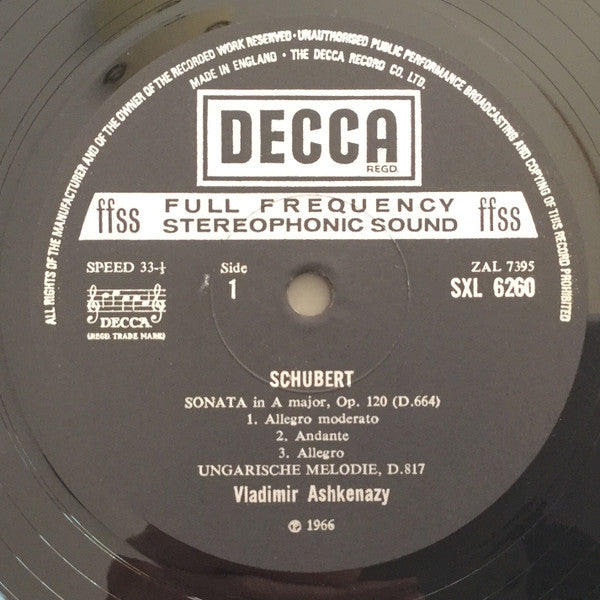 ALL RIGHTS OF THE MANUFACTURER AND OF THE OWNER OF THE RECORDED WORK RESERVED · UNAUTHORISED PUBLIC PERFORMANCE BROADCASTING AND COPYING OF THIS RECORD PROHIBITED
MADE IN ENGLAND · THE DECCA RECORD CO. LTD.
DECCA
REGD.
ffss FULL FREQUENCY STEREOPHONIC SOUND ffss
SPEED 33-⅓ Side ZAL 7395
1 SXL 6260
DECCA
(REGD. TRADE MARK)
SCHUBERT
SONATA in A major, Op. 120 (D.664)
1. Allegro moderato
2. Andante
3. Allegro
UNGARISCHE MELODIE, D.817
Vladimir Ashkenazy
℗ 1966